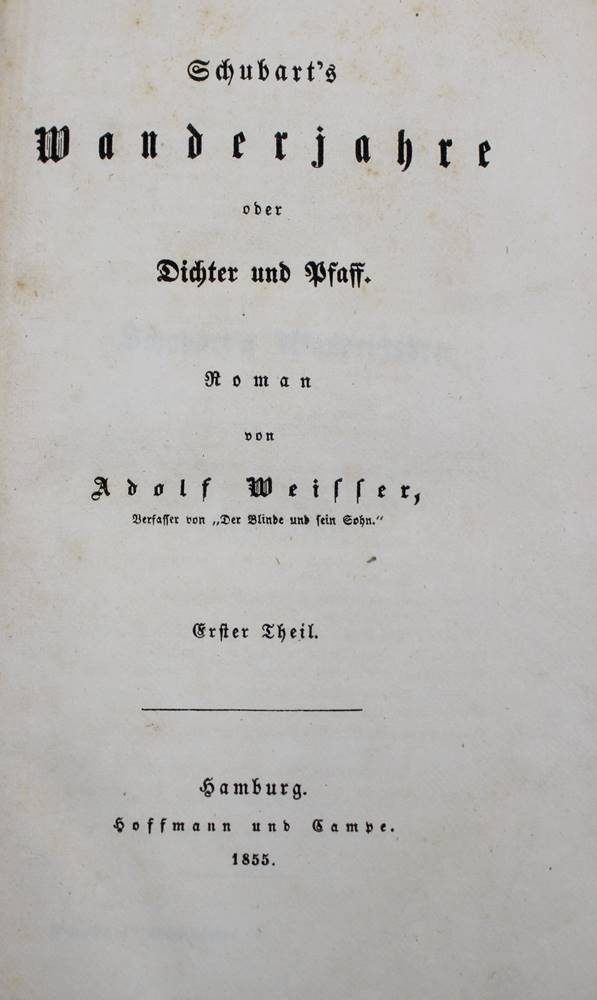 Schubart's
Wanderjahre
oder
Dichter und Pfaff.
Roman
von
Adolf Weisser,
Verfasser von „Der Blinde und sein Sohn.“
Erster Theil.
Hamburg.
Hoffmann und Campe.
1855.